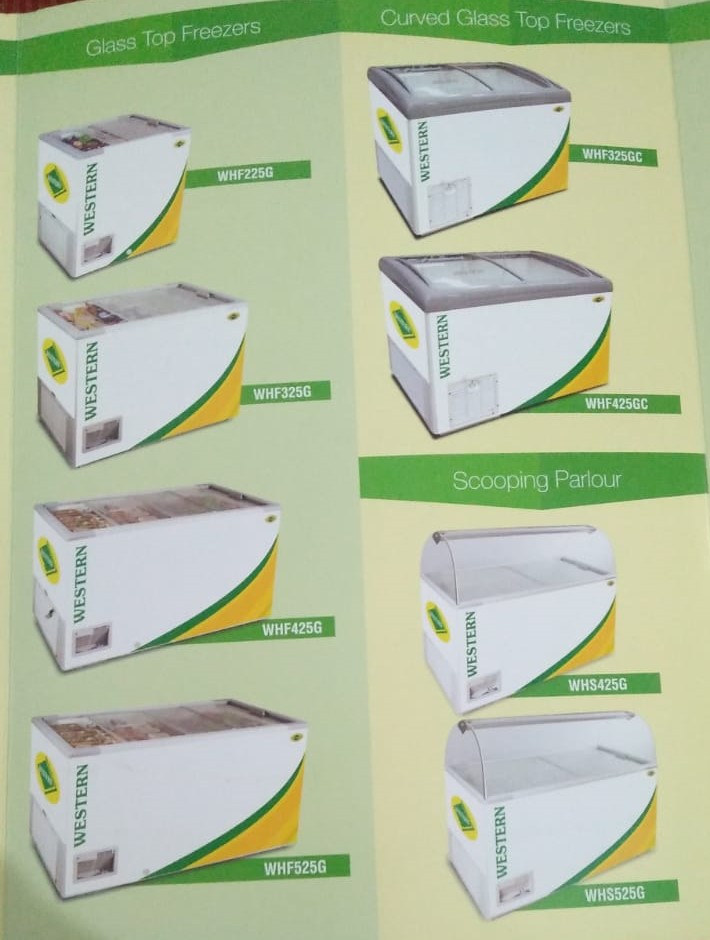 Glass Top Freezers
WESTERN
WHF225G
WESTERN
WHF325G
WESTERN
WHF425G
WESTERN
WHF525G
Curved Glass Top Freezers
WESTERN
WHF325GC
WESTERN
WHF425GC
Scooping Parlour
WESTERN
WHS425G
WESTERN
WHS525G